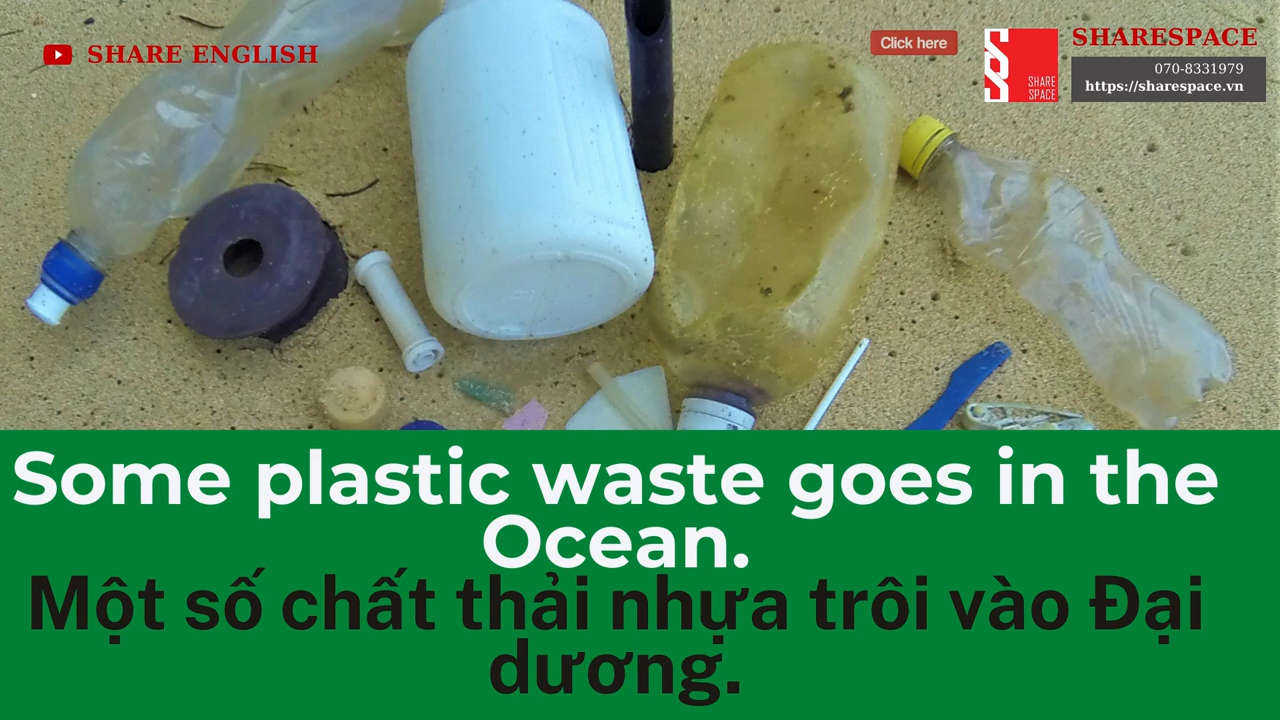 SHARE ENGLISH
Click here
SHARE
SPACE
SHARESPACE
070-8331979
https://sharespace.vn
Some plastic waste goes in the
Ocean.
Một số chất thải nhựa trôi vào Đại
dương.